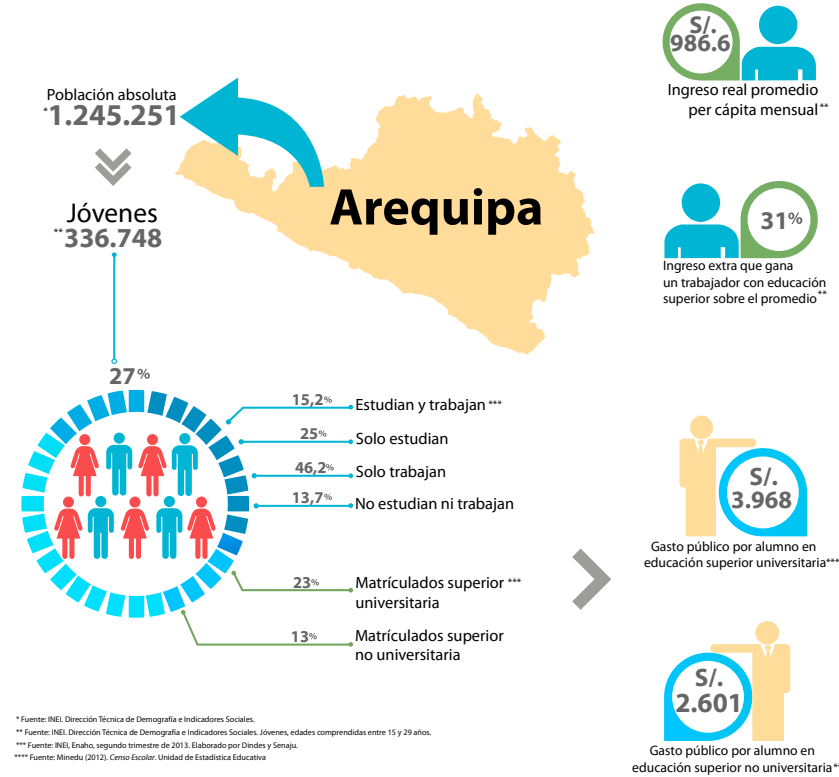 Población absoluta
*1.245.251
Jóvenes
**336.748
27%
Arequipa
S/.
986.6
Ingreso real promedio
per cápita mensual**
31%
Ingreso extra que gana
un trabajador con educación
superior sobre el promedio**
15,2% Estudian y trabajan ***
25% Solo estudian
46,2% Solo trabajan
13,7% No estudian ni trabajan
23% Matrículados superior ***
universitaria
13% Matrículados superior
no universitaria
S/.
3.968
Gasto público por alumno en
educación superior universitaria***
S/.
2.601
Gasto público por alumno en
educación superior no universitaria**
* Fuente: INEI. Dirección Técnica de Demografía e Indicadores Sociales.
** Fuente: INEI. Dirección Técnica de Demografía e Indicadores Sociales. Jóvenes, edades comprendidas entre 15 y 29 años.
*** Fuente: INEI, Enaho, segundo trimestre de 2013. Elaborado por Dindes y Senaju.
**** Fuente: Minedu (2012). Censo Escolar. Unidad de Estadística Educativa